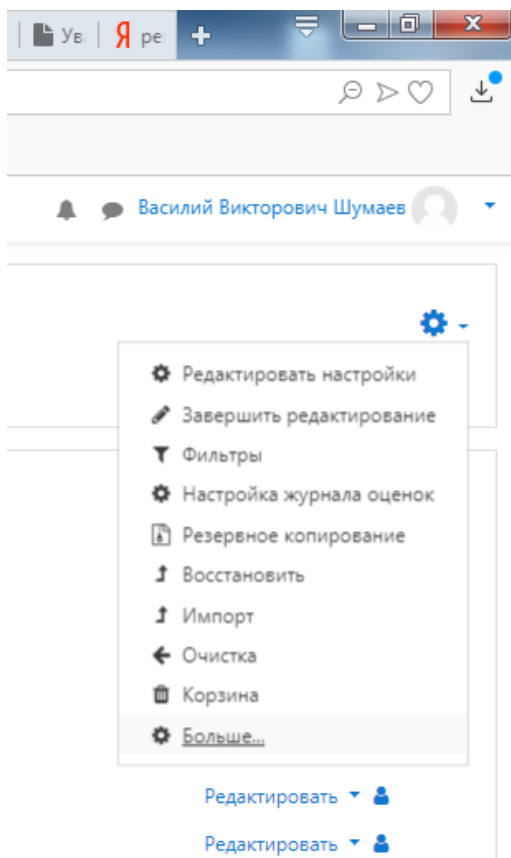 Ув
Я ре
Василий Викторович Шумаев
Редактировать настройки
Завершить редактирование
Фильтры
Настройка журнала оценок
Резервное копирование
Восстановить
Импорт
Очистка
Корзина
Больше...
Редактировать
Редактировать